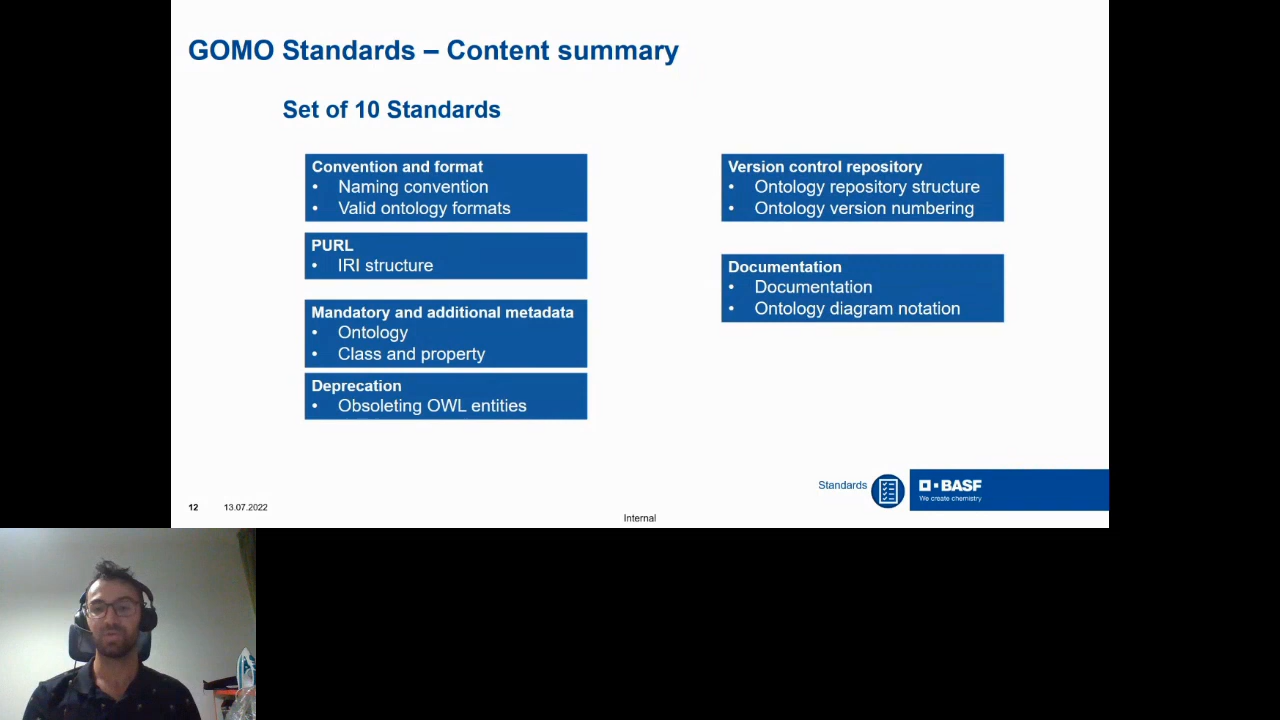 GOMO Standards – Content summary
Set of 10 Standards
Convention and format
• Naming convention
• Valid ontology formats
PURL
• IRI structure
Mandatory and additional metadata
• Ontology
• Class and property
Deprecation
• Obsoleting OWL entities
Version control repository
• Ontology repository structure
• Ontology version numbering
Documentation
• Documentation
• Ontology diagram notation
Standards
BASF
We create chemistry
12 13.07.2022
Internal